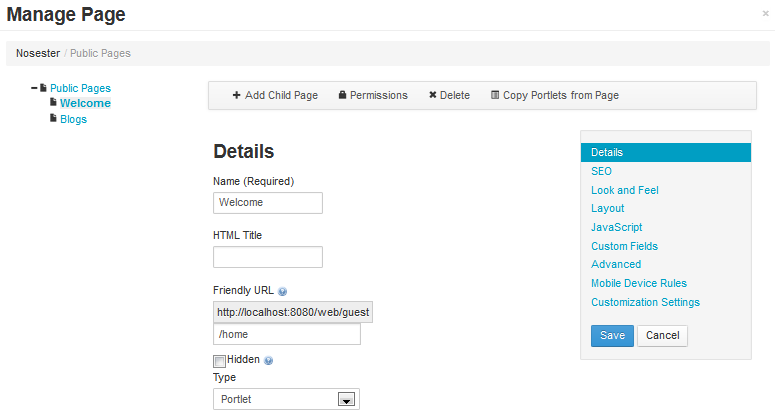 Manage Page
×
Nosester / Public Pages
Public Pages
Welcome
Blogs
Add Child Page Permissions Delete Copy Portlets from Page
Details
Name (Required)
Welcome
HTML Title
Friendly URL ?
http://localhost:8080/web/guest
/home
Hidden ?
Type
Portlet
Details
SEO
Look and Feel
Layout
JavaScript
Custom Fields
Advanced
Mobile Device Rules
Customization Settings
Save Cancel